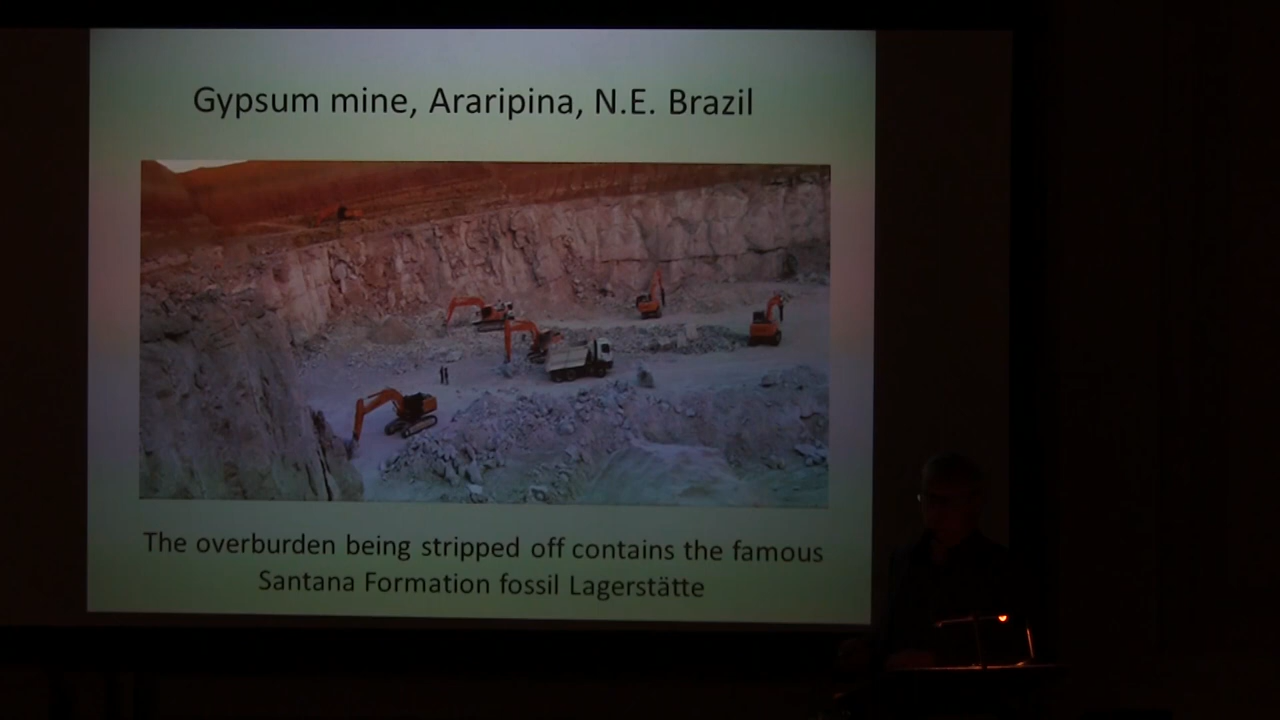 Gypsum mine, Araripina, N.E. Brazil
The overburden being stripped off contains the famous
Santana Formation fossil Lagerstätte